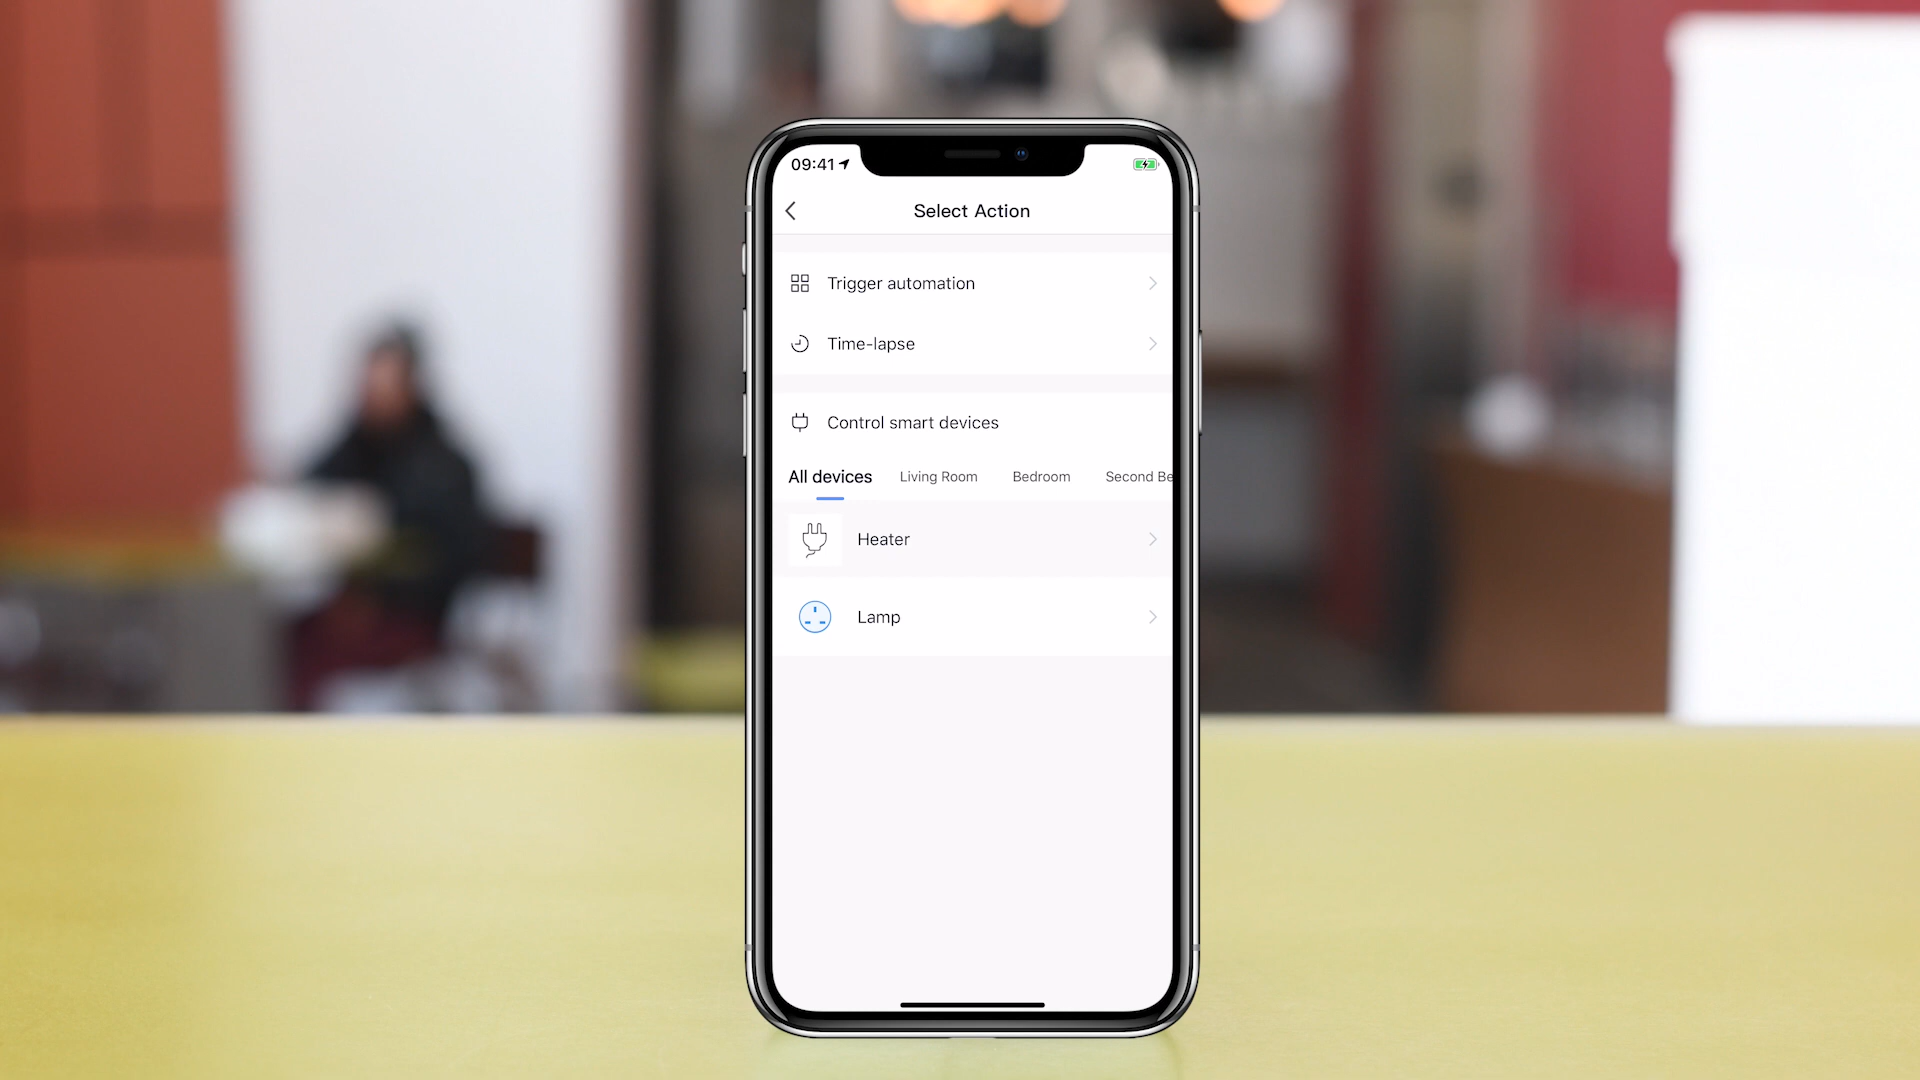 09:41
Select Action
Trigger automation
Time-lapse
Control smart devices
All devices Living Room Bedroom Second Be
Heater
Lamp